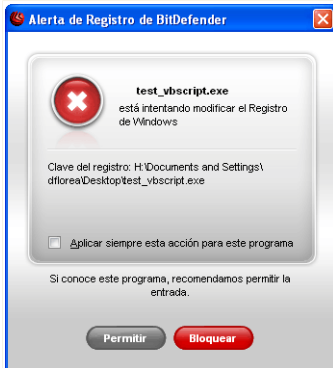 Alerta de Registro de BitDefender
test_vbscript.exe
está intentando modificar el Registro
de Windows
Clave del registro: H:\Documents and Settings\
dflorea\Desktop\test_vbscript.exe
Aplicar siempre esta acción para este programa
Si conoce este programa, recomendamos permitir la
entrada.
Permitir
Bloquear